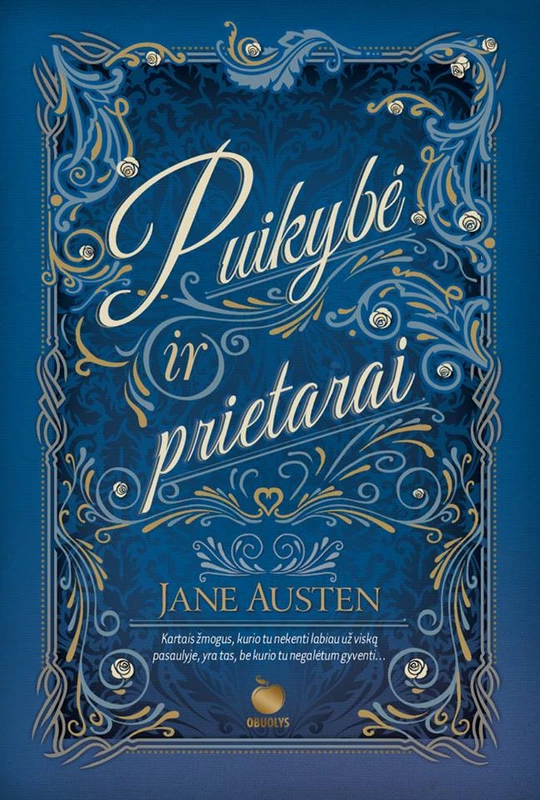 Puikybė
ir
prietarai
JANE AUSTEN
Kartais žmogus, kurio tu nekenti labiau už viską
pasaulyje, yra tas, be kurio tu negalėtum gyventi...
OBUOLYS